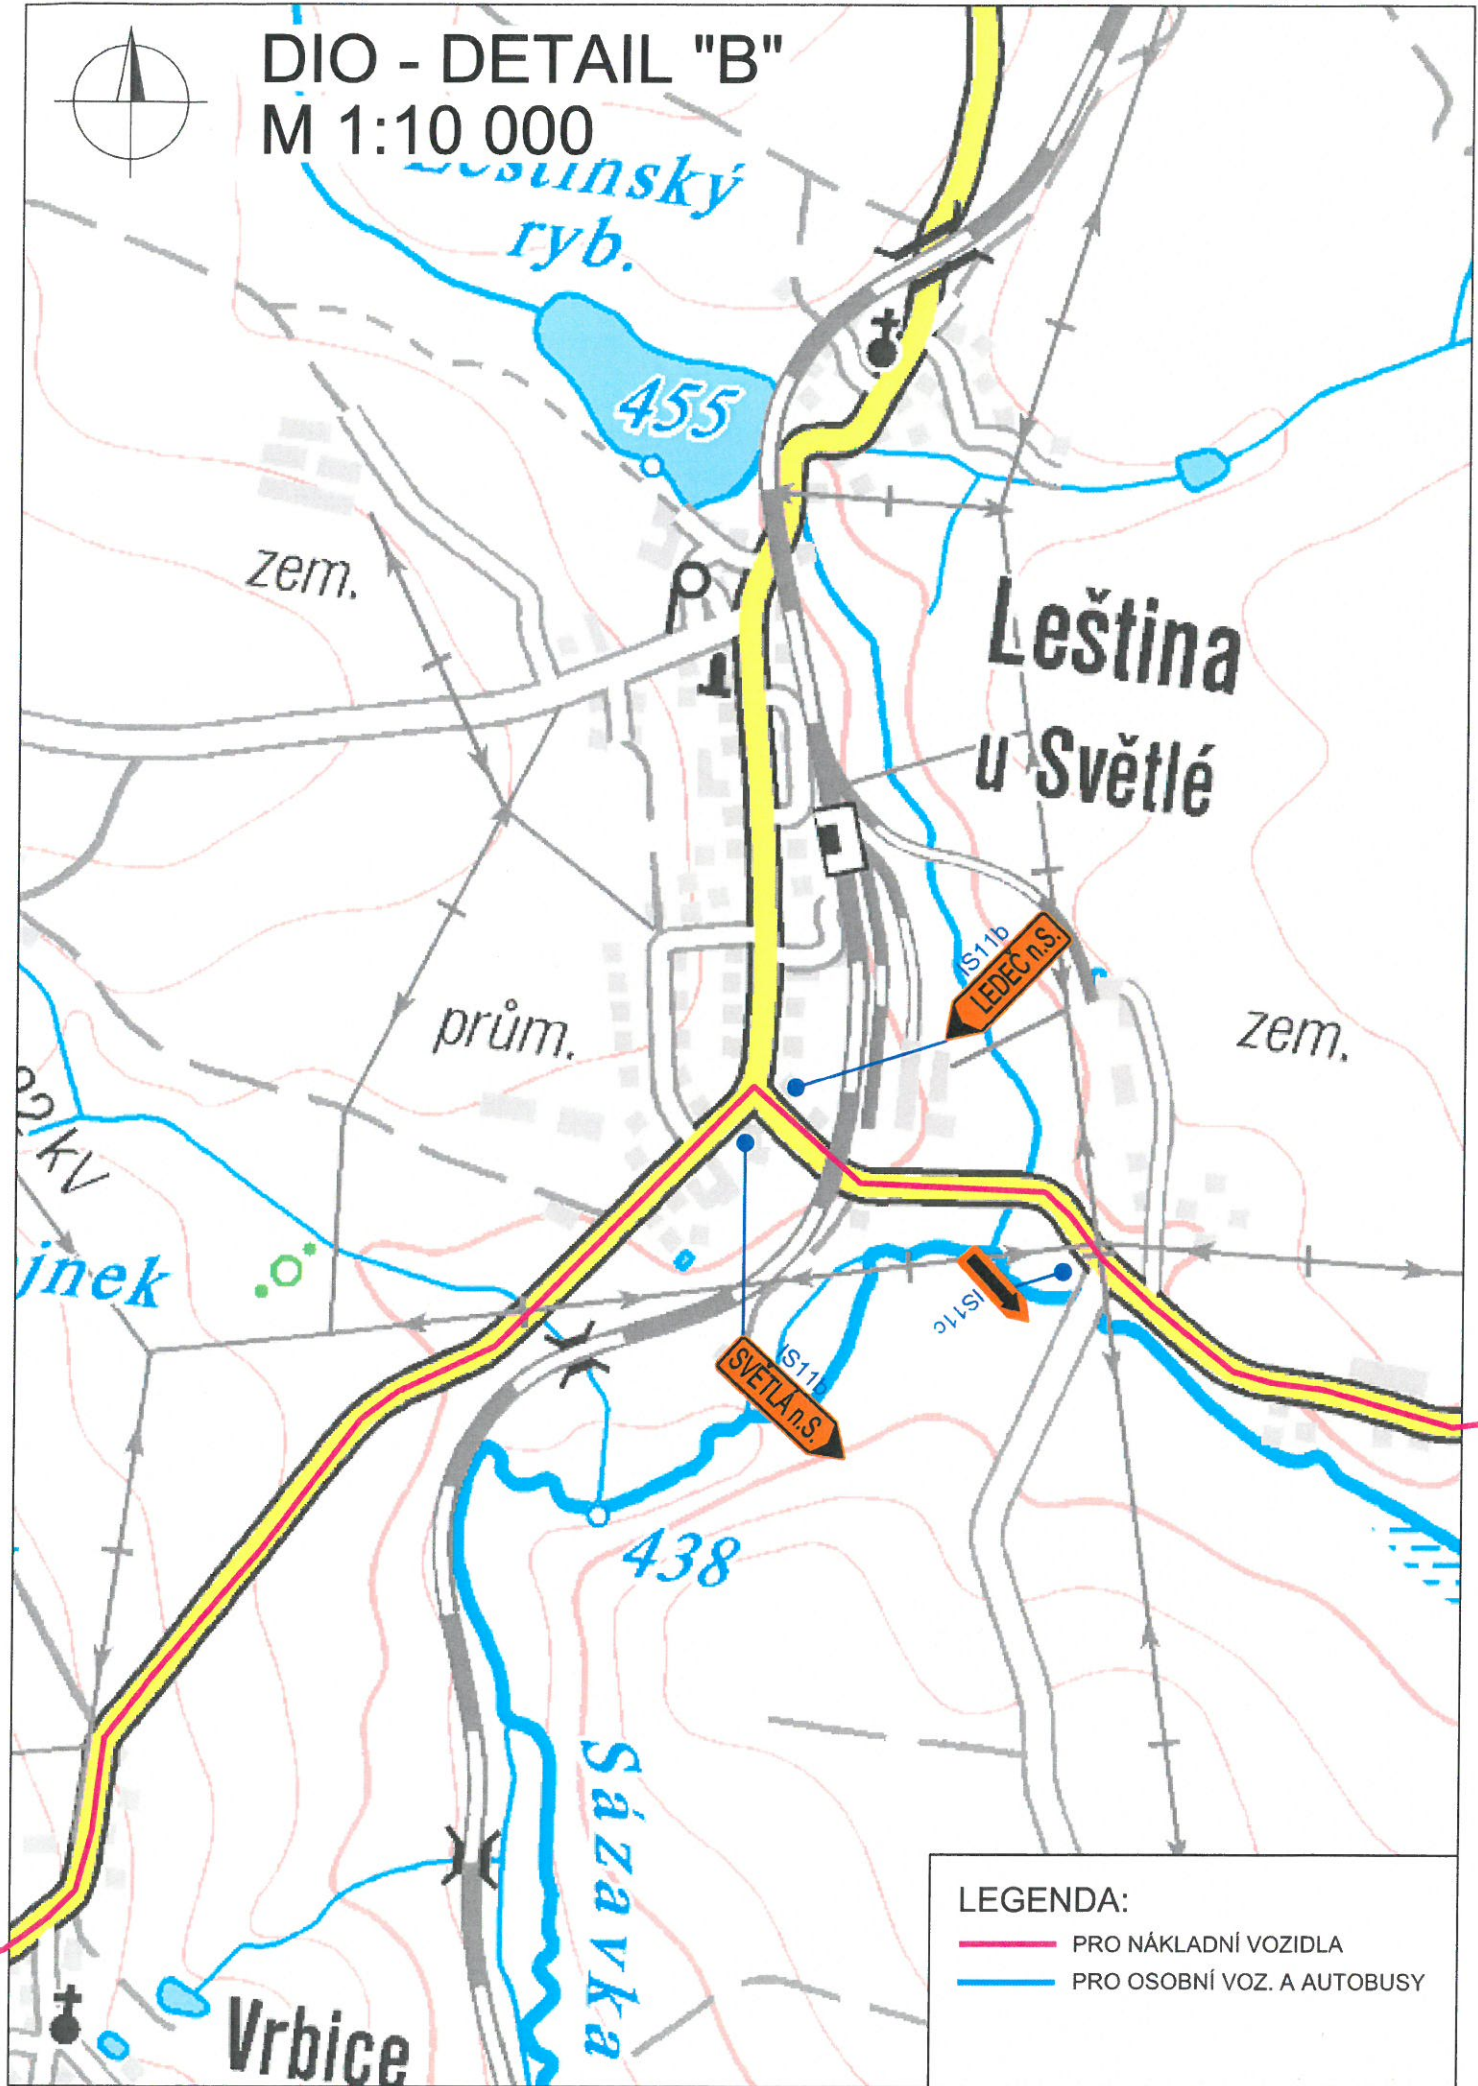 DIO - DETAIL "B"
M 1:10 000
ryb.
455
zem.
Leština
u Světlé
IS11b
LEDEČ n.S.
prům.
zem.
kV
jnek
IS11c
IS11b
SVĚTLÁ n.S.
438
Sázavka
Vrbice
LEGENDA:
PRO NÁKLADNÍ VOZIDLA
PRO OSOBNÍ VOZ. A AUTOBUSY